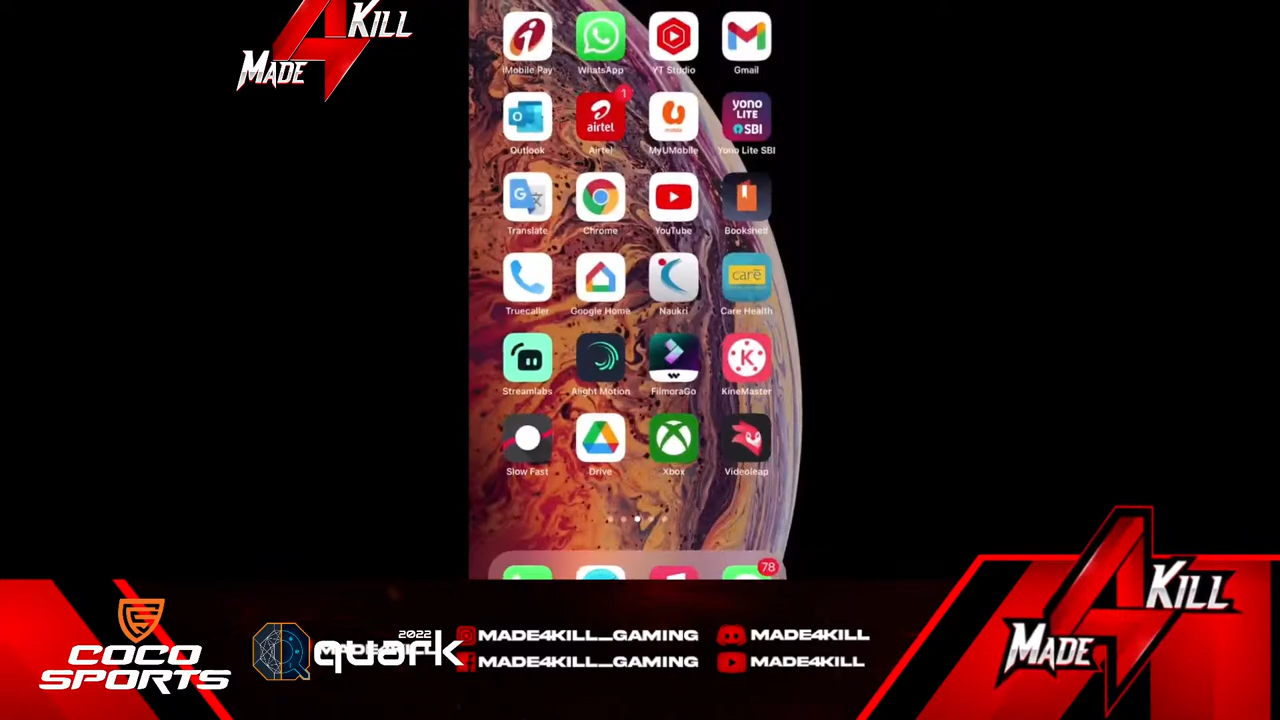 MADE 4 KILL
iMobile Pay
WhatsApp
YT Studio
Gmail
1
airtel
yono
LITE
SBI
Outlook
Airtel
MyUMobile
Yono Lite SBI
Translate
Chrome
YouTube
Bookshelf
care
Truecaller
Google Home
Naukri
Care Health
Streamlabs
Alight Motion
FilmoraGo
KineMaster
Slow Fast
Drive
Xbox
Videoleap
78
COCO
SPORTS
2022
quark
MADE4KILL_GAMING
MADE4KILL
MADE4KILL_GAMING
MADE4KILL
MADE 4 KILL